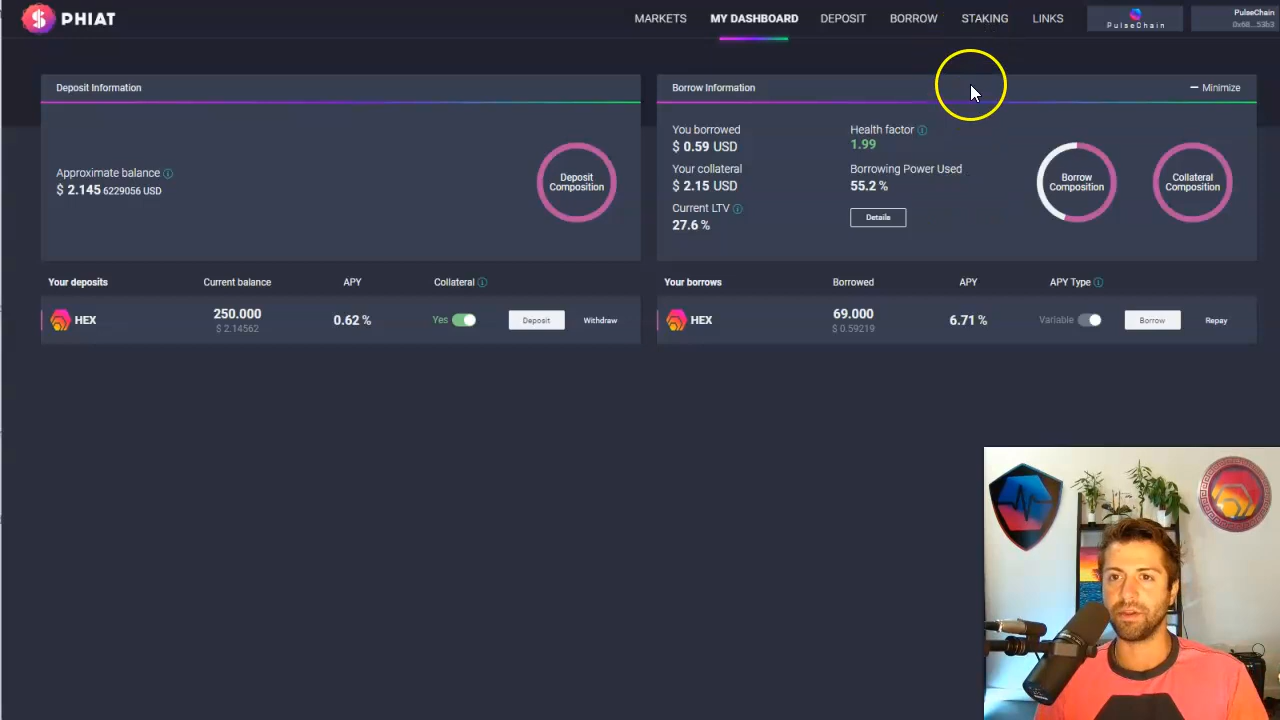 PHIAT
MARKETS
MY DASHBOARD
DEPOSIT
BORROW
STAKING
LINKS
PulseChain
PulseChain
0x68...53b3
Deposit Information
Approximate balance
$ 2.145 6229056 USD
Deposit
Composition
Borrow Information
Minimize
You borrowed
$ 0.59 USD
Your collateral
$ 2.15 USD
Current LTV
27.6 %
Health factor
1.99
Borrowing Power Used
55.2 %
Details
Borrow
Composition
Collateral
Composition
Your deposits
Current balance
APY
Collateral
HEX
250.000
$ 2.14562
0.62 %
Yes
Deposit
Withdraw
Your borrows
Borrowed
APY
APY Type
HEX
69.000
$ 0.59219
6.71 %
Variable
Borrow
Repay